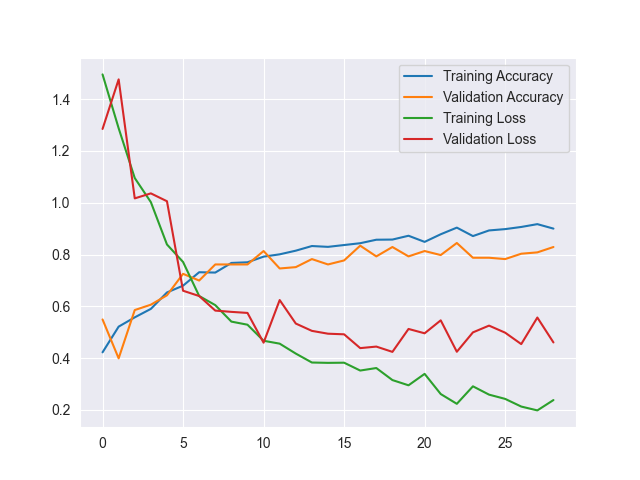 Training Accuracy
Validation Accuracy
Training Loss
Validation Loss
1.4
1.2
1.0
0.8
0.6
0.4
0.2
0 5 10 15 20 25